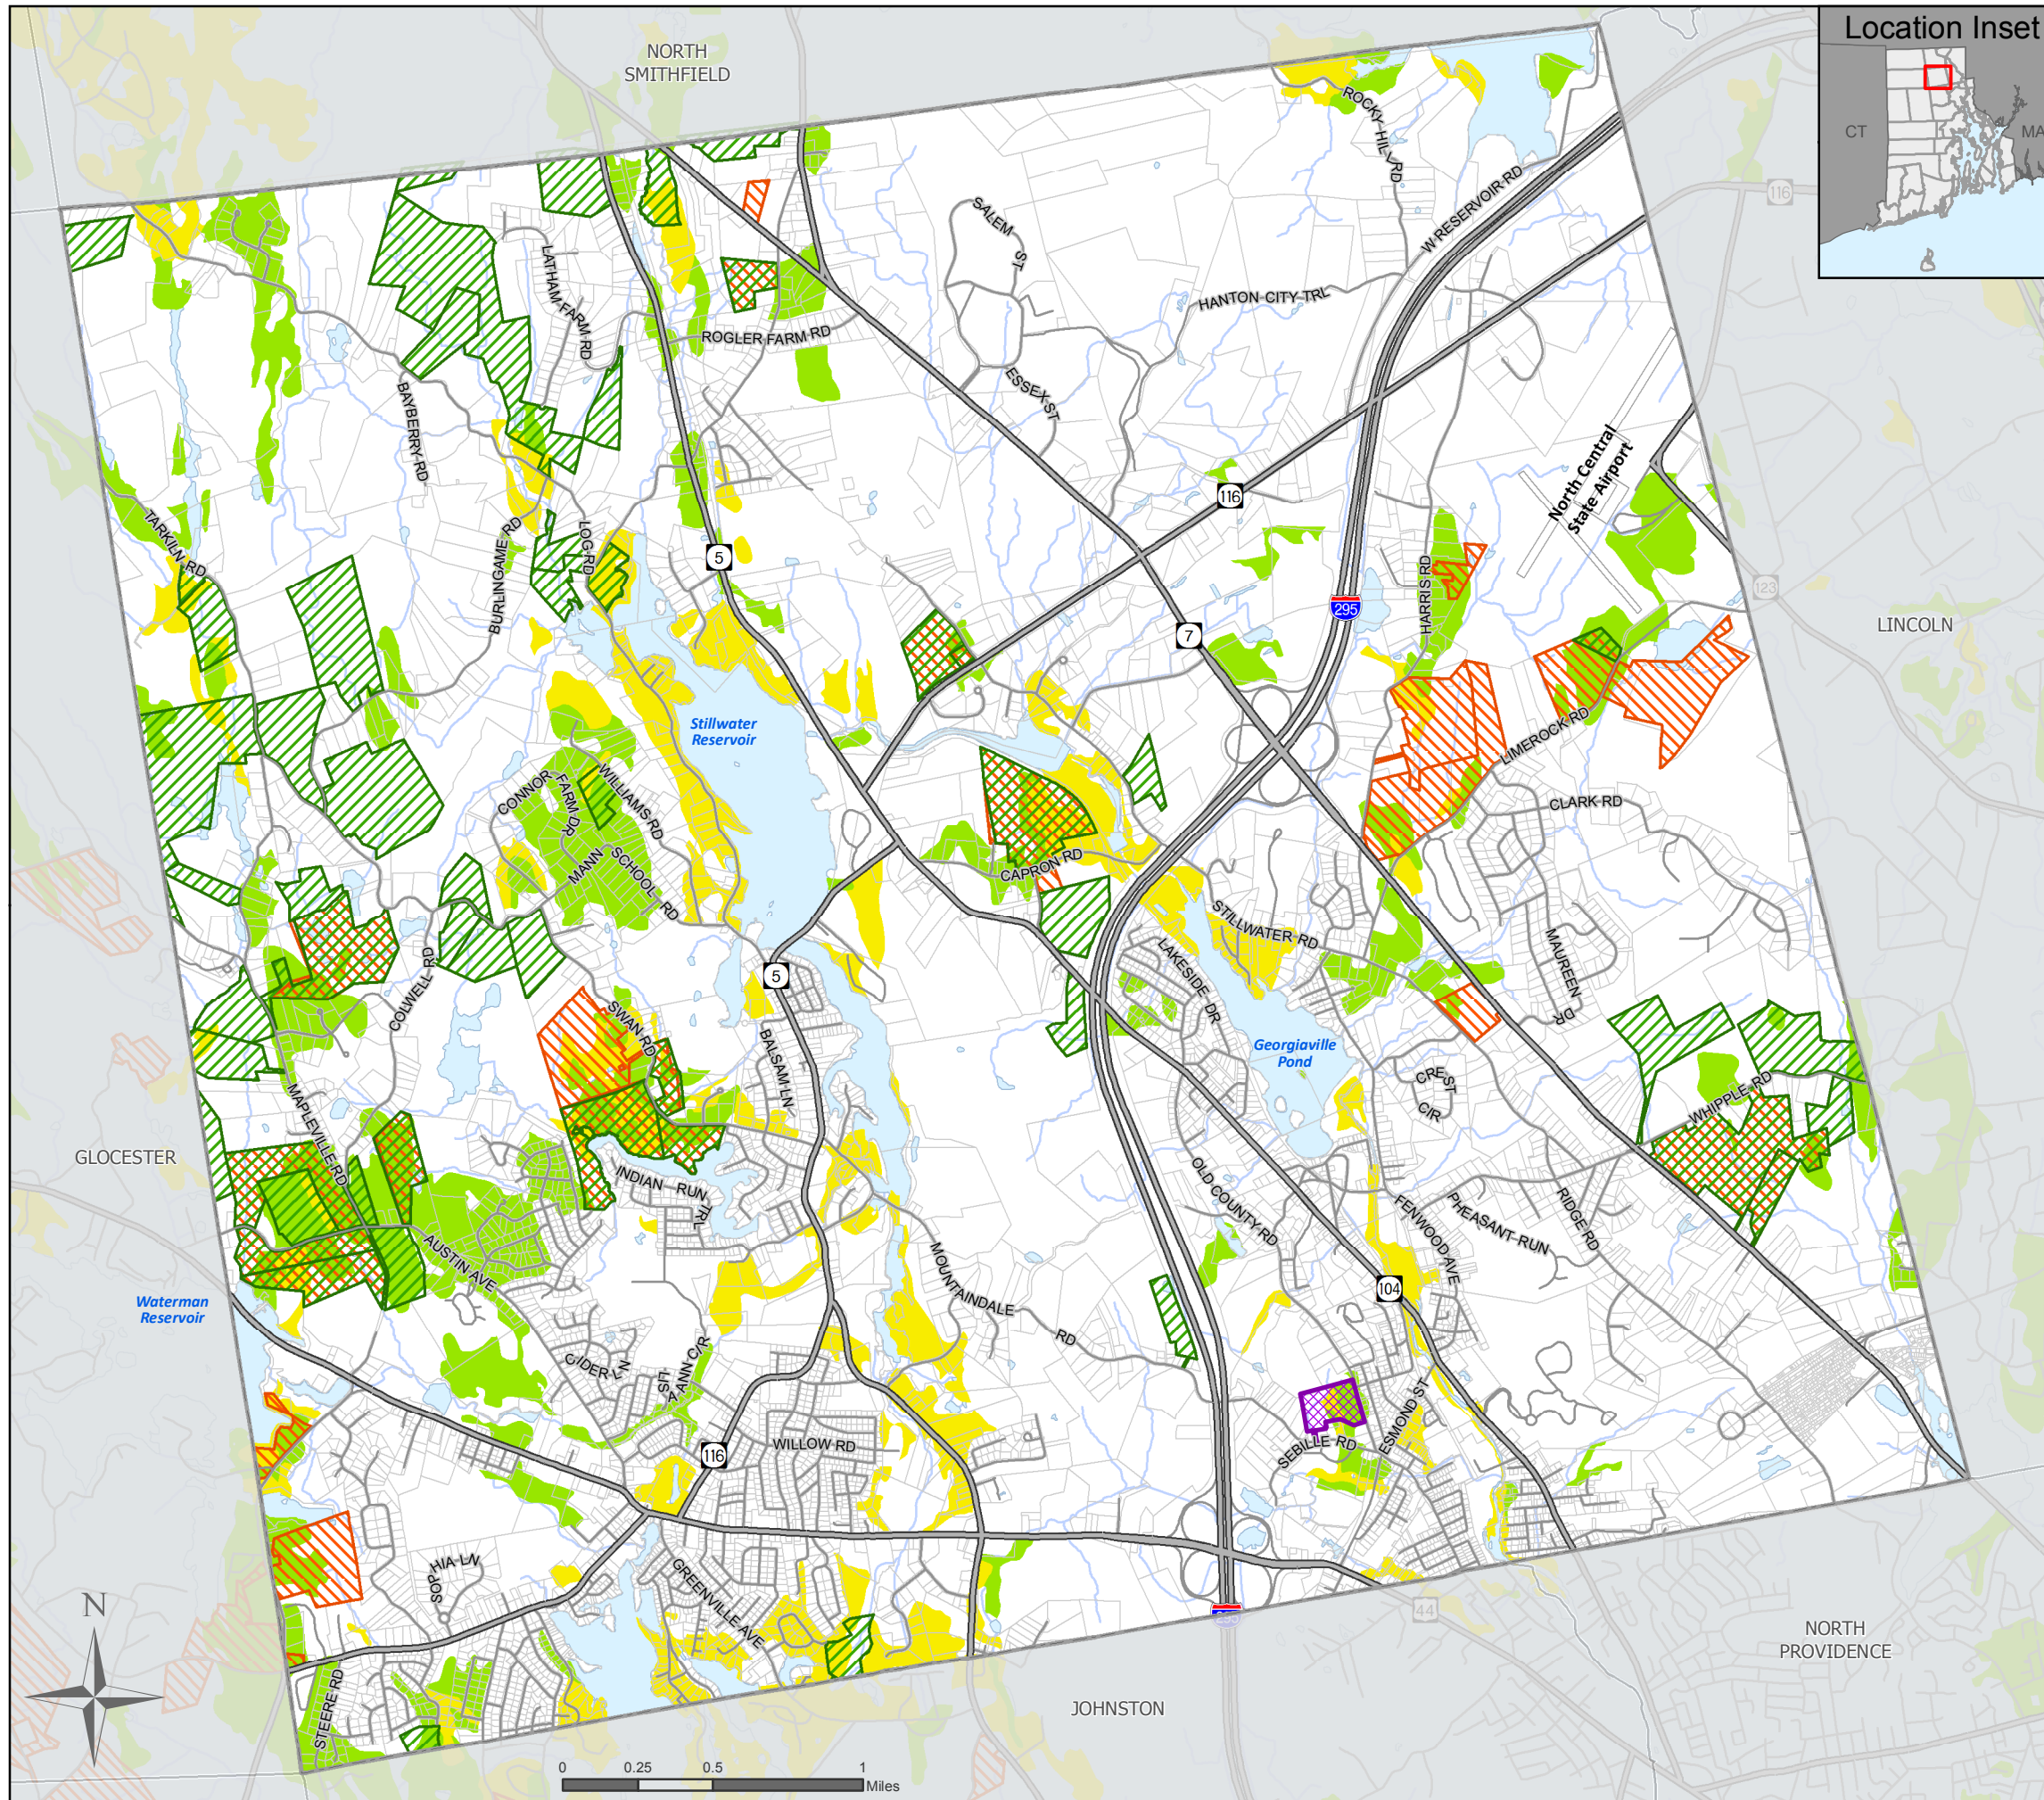 Location Inset
CT
MA
NORTH
SMITHFIELD
ROCKY HILL RD
W RESERVOIR RD
116
SALEM ST
HANTON CITY TRL
LATHAM FARM RD
ROGLER FARM RD
ESSEX ST
BAYBERRY RD
North Central
State Airport
116
TARKILN RD
BURLINGAME RD
LOG RD
5
HARRIS RD
123
295
LINCOLN
7
Stillwater
Reservoir
LIMEROCK RD
CONNOR FARM DR
WILLIAMS RD
CLARK RD
MANN SCHOOL RD
CAPRON RD
STILLWATER RD
LAKESIDE DR
MAUREEN DR
COLWELL RD
5
SWAN RD
BALSAM LN
Georgiaville
Pond
CREST CIR
MAPLEVILLE RD
WHIPPLE RD
GLOCESTER
INDIAN RUN TRL
OLD COUNTY RD
FENWOOD AVE
PHEASANT RUN
RIDGE RD
AUSTIN AVE
MOUNTAINDALE RD
104
Waterman
Reservoir
CIDER LN
LISA ANN CIR
116
WILLOW RD
SEBILLE RD
ESMOND ST
SOPHIA LN
GREENVILLE AVE
295
44
N
NORTH
PROVIDENCE
STEERE RD
JOHNSTON
0 0.25 0.5 1
Miles